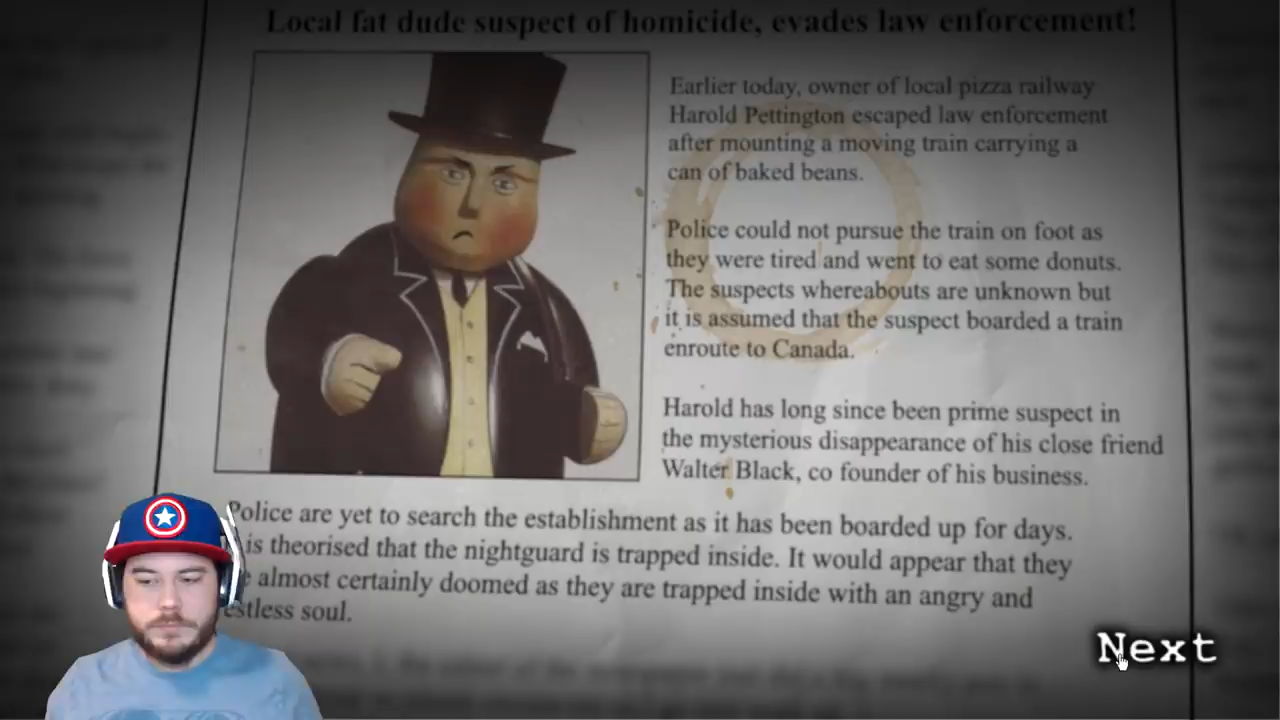 Local fat dude suspect of homicide, evades law enforcement!
Earlier today, owner of local pizza railway
Harold Pettington escaped law enforcement
after mounting a moving train carrying a
can of baked beans.
Police could not pursue the train on foot as
they were tired and went to eat some donuts.
The suspects whereabouts are unknown but
it is assumed that the suspect boarded a train
enroute to Canada.
Harold has long since been prime suspect in
the mysterious disappearance of his close friend
Walter Black, co founder of his business.
Police are yet to search the establishment as it has been boarded up for days.
is theorised that the nightguard is trapped inside. It would appear that they
almost certainly doomed as they are trapped inside with an angry and
soul.
Next